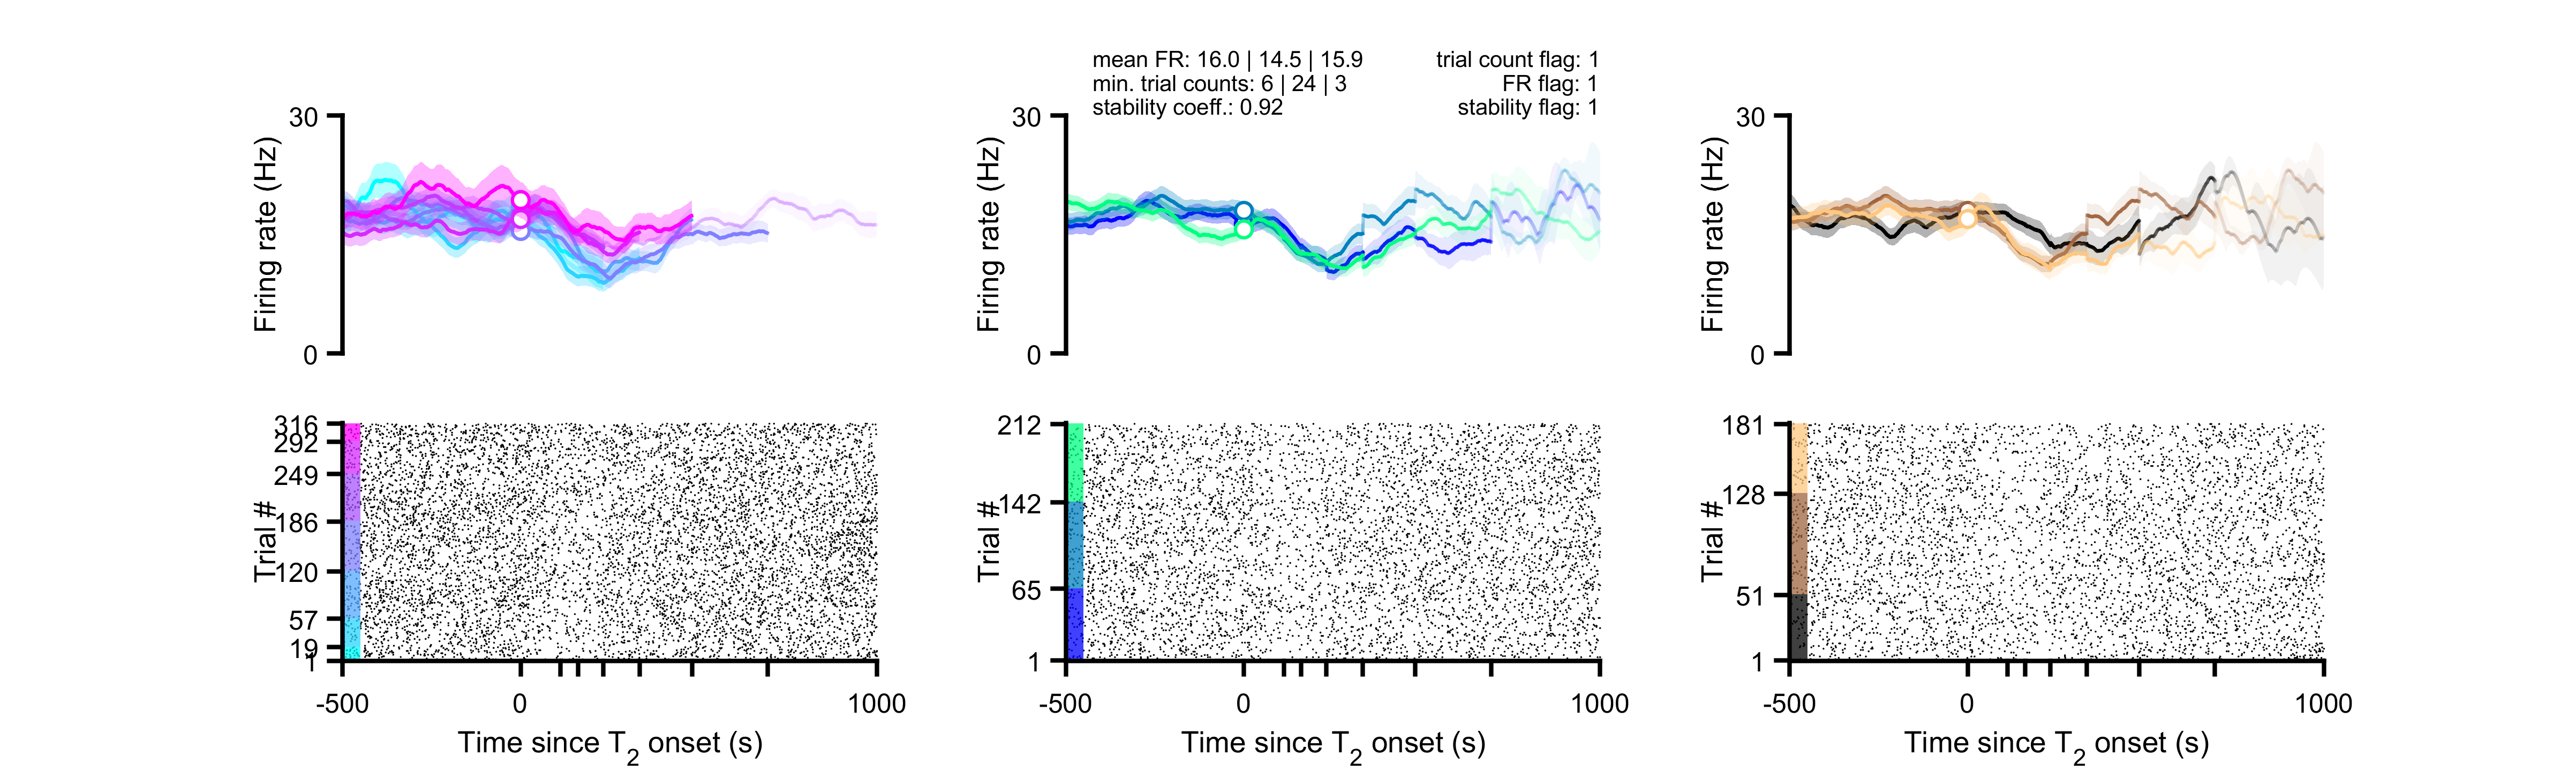 mean FR: 16.0 | 14.5 | 15.9
min. trial counts: 6 | 24 | 3
stability coeff.: 0.92
trial count flag: 1
FR flag: 1
stability flag: 1
30
Firing rate (Hz)
0
30
Firing rate (Hz)
0
30
Firing rate (Hz)
0
316
292
249
186
120
57
19
1
Trial #
-500
0
1000
Time since T2 onset (s)
212
142
65
1
Trial #
-500
0
1000
Time since T2 onset (s)
181
128
51
1
Trial #
-500
0
1000
Time since T2 onset (s)